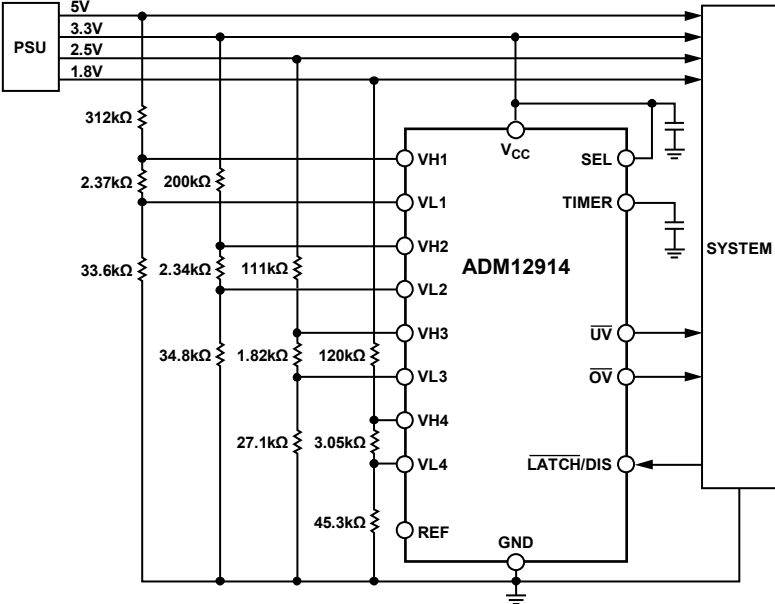 5V
3.3V
2.5V
1.8V
PSU
312kΩ
2.37kΩ
33.6kΩ
200kΩ
2.34kΩ
34.8kΩ
111kΩ
1.82kΩ
27.1kΩ
120kΩ
3.05kΩ
45.3kΩ
VCC
VH1
VL1
VH2
VL2
VH3
VL3
VH4
VL4
REF
ADM12914
SEL
TIMER
UV
OV
LATCH/DIS
GND
SYSTEM